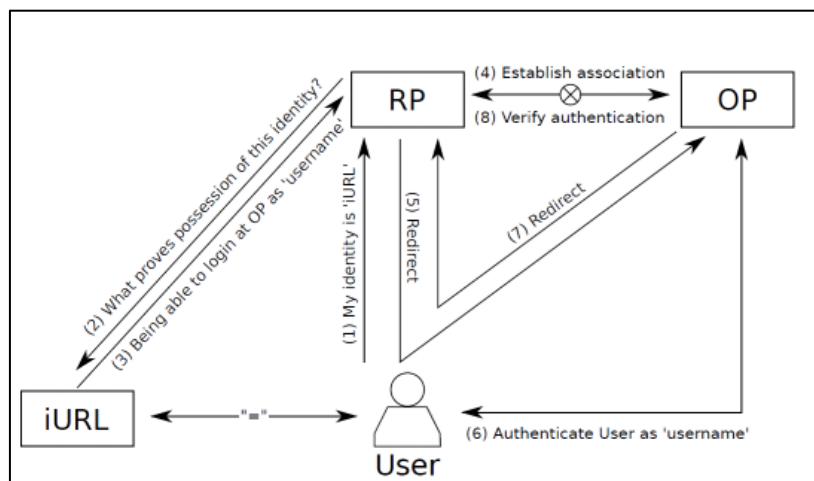 (4) Establish association
RP
OP
(8) Verify authentication
(2) What proves possession of this identity?
(3) Being able to login at OP as 'username'
(1) My identity is 'iURL'
(5) Redirect
(7) Redirect
iURL
"="
(6) Authenticate User as 'username'
User